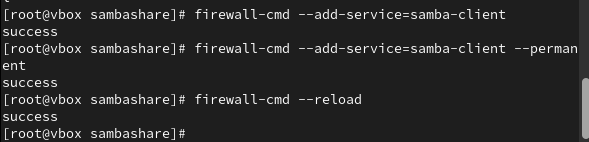 [root@vbox sambashare]# firewall-cmd --add-service=samba-client
success
[root@vbox sambashare]# firewall-cmd --add-service=samba-client --perman
ent
success
[root@vbox sambashare]# firewall-cmd --reload
success
[root@vbox sambashare]#